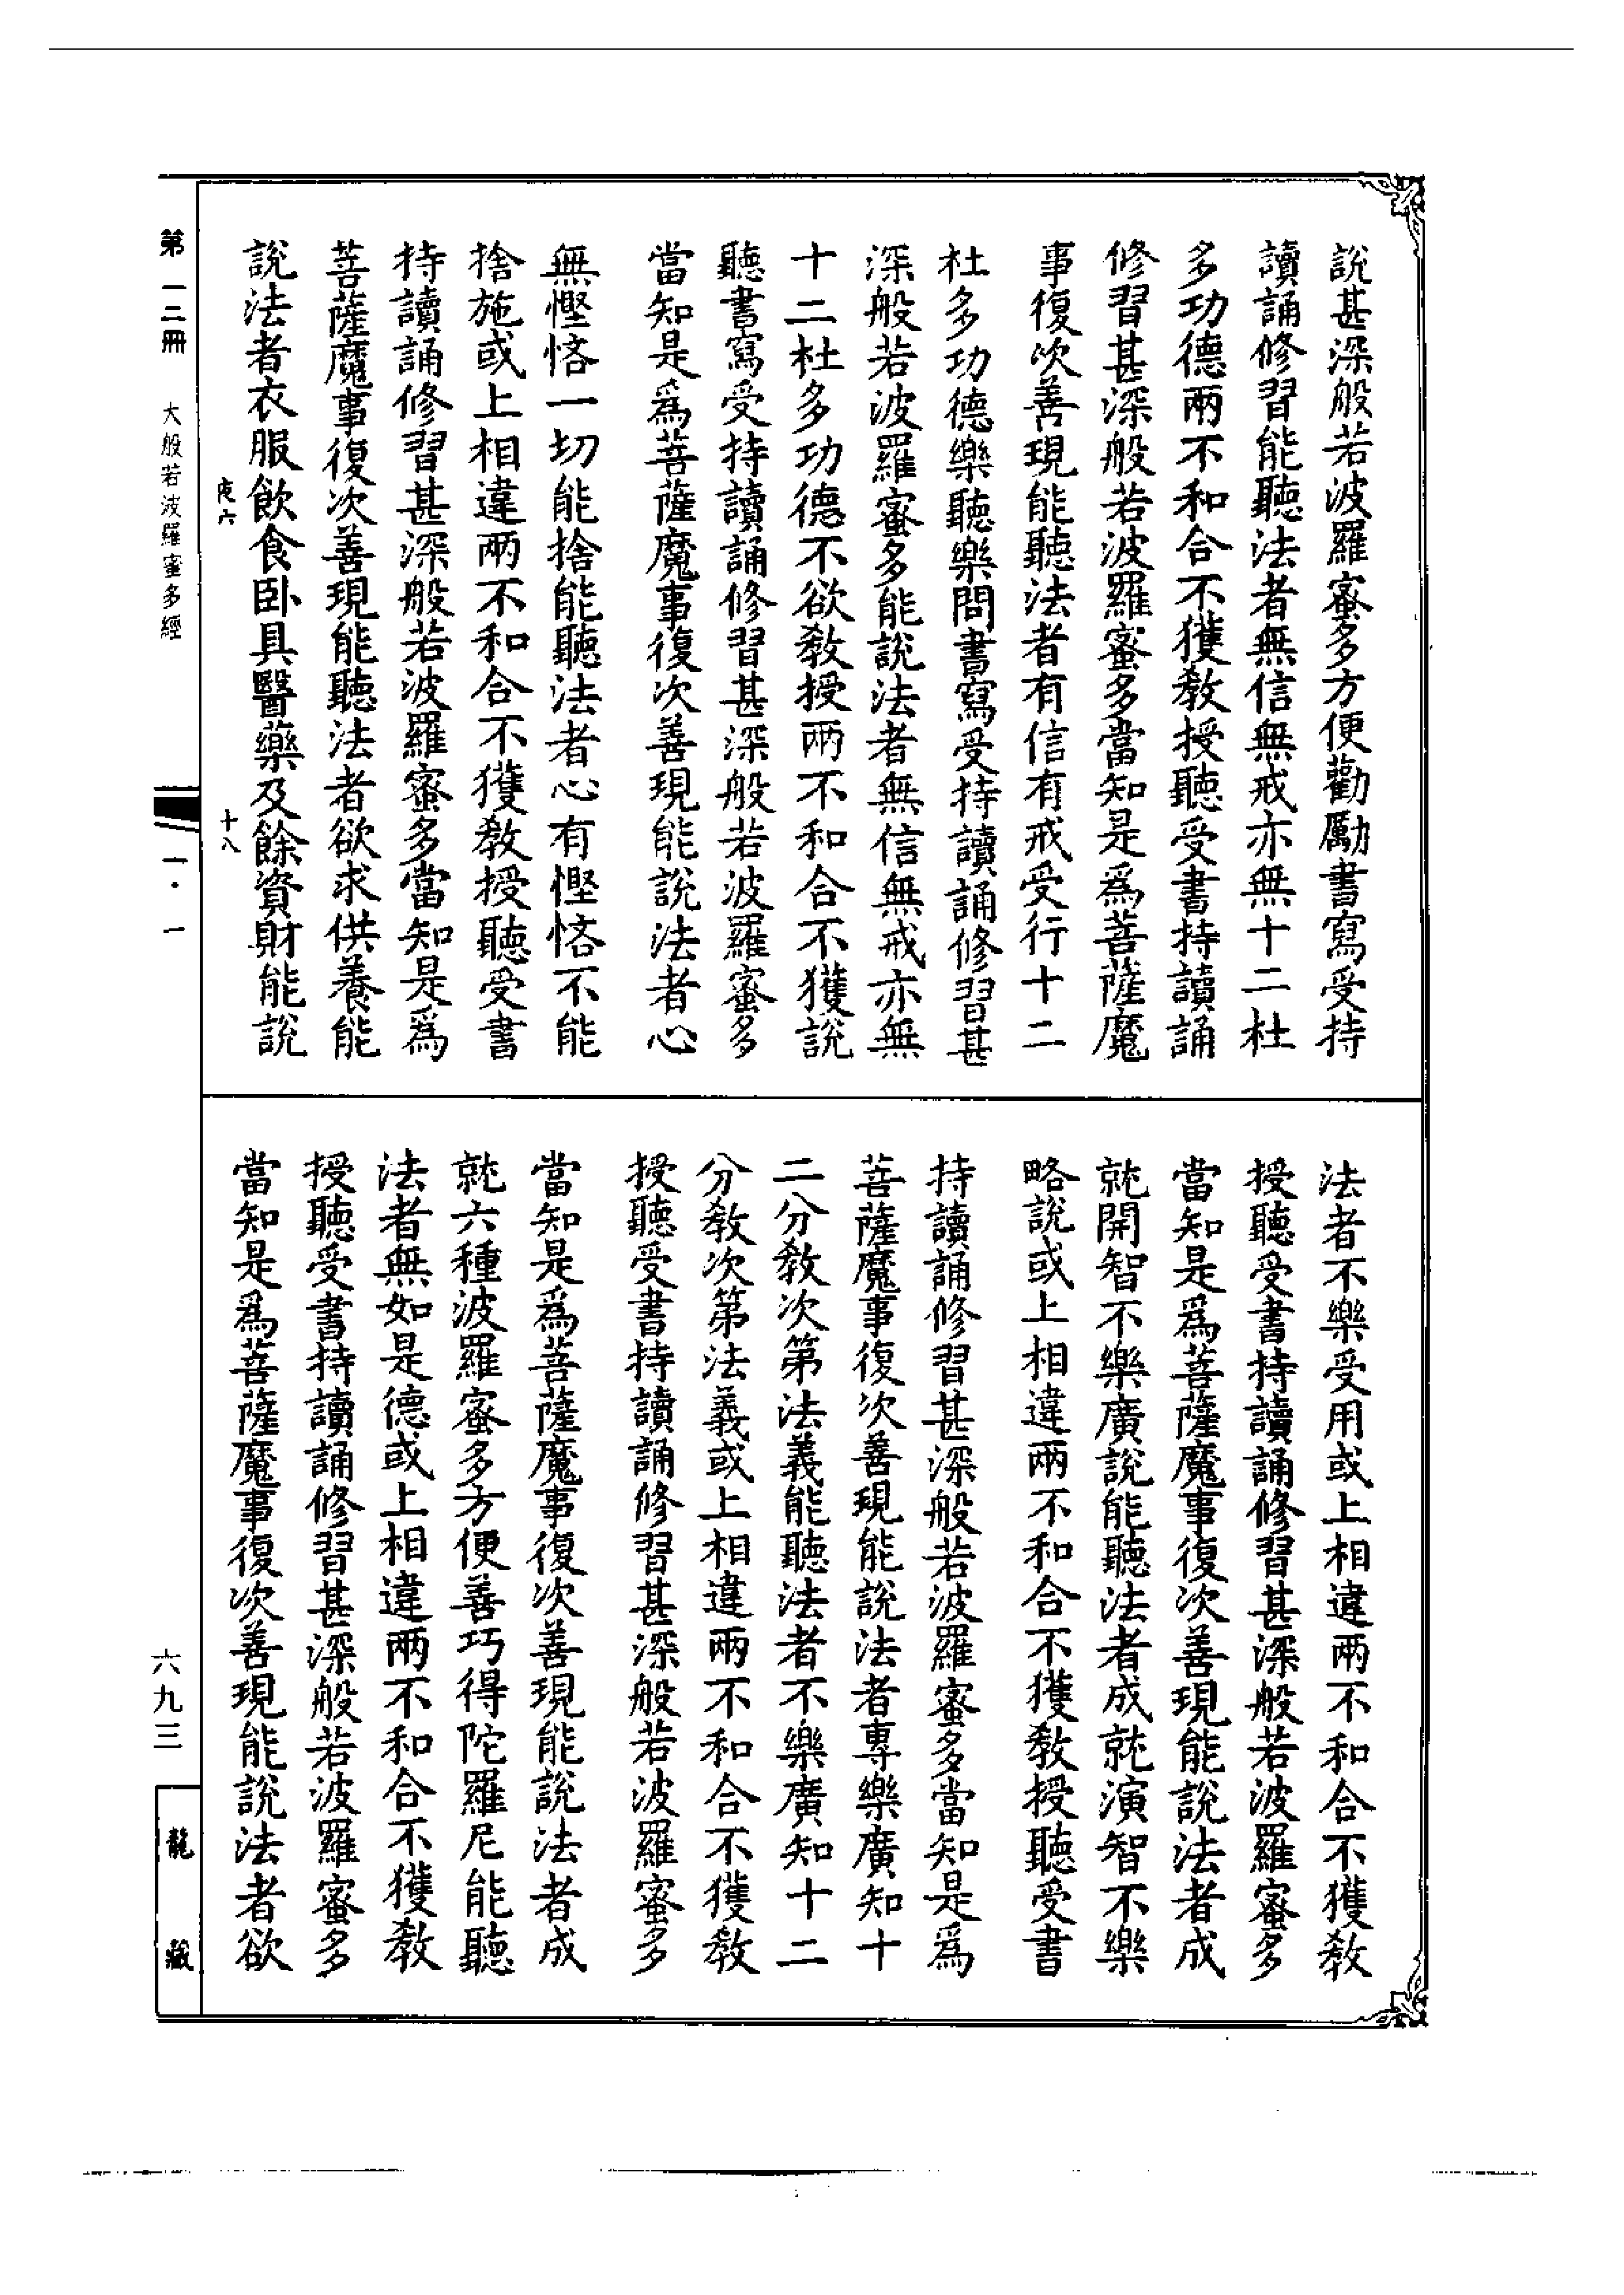 說甚深般若波羅蜜多方便勸勵書寫受持
讀誦修習能聽法者無信無戒亦無十二杜
多功德兩不和合不獲教授聽受書持讀誦
修習甚深般若波羅蜜多當知是爲菩薩魔
事復次善現能聽法者有信有戒受行十二
杜多功德樂聽樂問書寫受持讀誦修習甚
深般若波羅蜜多能說法者無信無戒亦無
十二杜多功德不欲教授兩不和合不獲說
聽書寫受持讀誦修習甚深般若波羅蜜多
當知是爲菩薩魔事復次善現能說法者心
無慳悋一切能捨能聽法者心有慳悋不能
捨施或上相違兩不和合不獲教授聽受書
持讀誦修習甚深般若波羅蜜多當知是爲
菩薩魔事復次善現能聽法者欲求供養能
說法者衣服飲食臥具醫藥及餘資財能說
夜六 十八
法者不樂受用或上相違兩不和合不獲教
授聽受書持讀誦修習甚深般若波羅蜜多
當知是爲菩薩魔事復次善現能說法者成
就開智不樂廣說能聽法者成就演智不樂
略說或上相違兩不和合不獲教授聽受書
持讀誦修習甚深般若波羅蜜多當知是爲
菩薩魔事復次善現能說法者專樂廣知十
二分教次第法義能聽法者不樂廣知十二
分教次第法義或上相違兩不和合不獲教
授聽受書持讀誦修習甚深般若波羅蜜多
當知是爲菩薩魔事復次善現能說法者成
就六種波羅蜜多方便善巧得陀羅尼能聽
法者無如是德或上相違兩不和合不獲教
授聽受書持讀誦修習甚深般若波羅蜜多
當知是爲菩薩魔事復次善現能說法者欲
第一二冊 大般若波羅蜜多經 一·一 六九三 龍藏